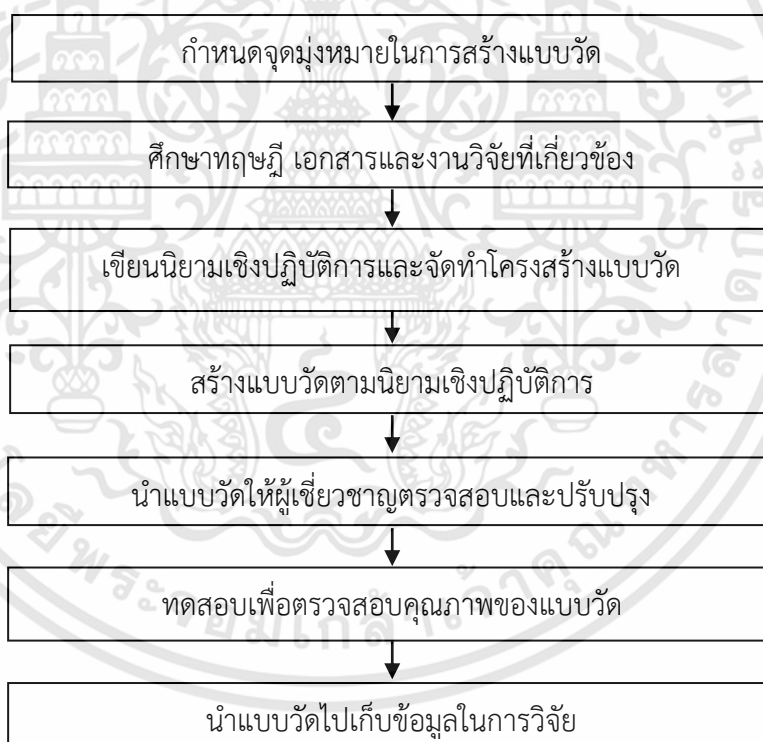 กำหนดจุดมุ่งหมายในการสร้างแบบวัด
ศึกษาทฤษฎี เอกสารและงานวิจัยที่เกี่ยวข้อง
เขียนนิยามเชิงปฏิบัติการและจัดทำโครงสร้างแบบวัด
สร้างแบบวัดตามนิยามเชิงปฏิบัติการ
นำแบบวัดให้ผู้เชี่ยวชาญตรวจสอบและปรับปรุง
ทดสอบเพื่อตรวจสอบคุณภาพของแบบวัด
นำแบบวัดไปเก็บข้อมูลในการวิจัย